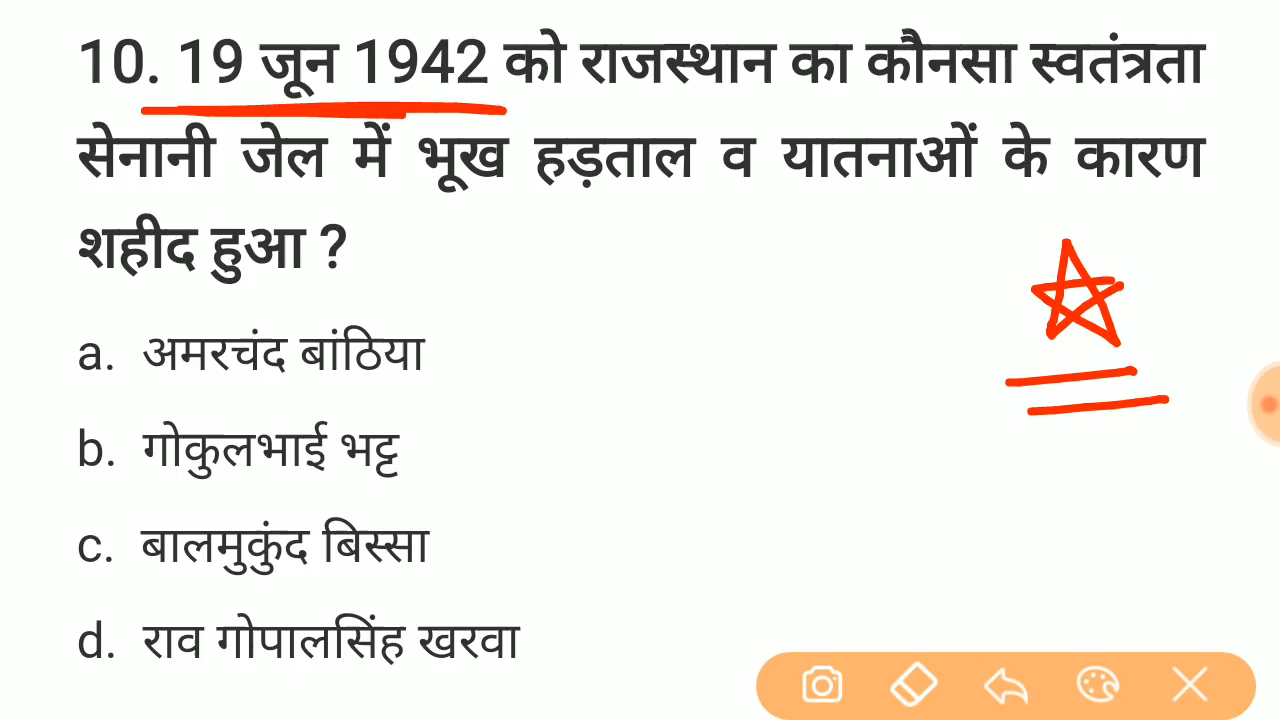 10. 19 जून 1942 को राजस्थान का कौनसा स्वतंत्रता
सेनानी जेल में भूख हड़ताल व यातनाओं के कारण
शहीद हुआ ?
a. अमरचंद बांठिया
b. गोकुलभाई भट्ट
c. बालमुकुंद बिस्सा
d. राव गोपालसिंह खरवा